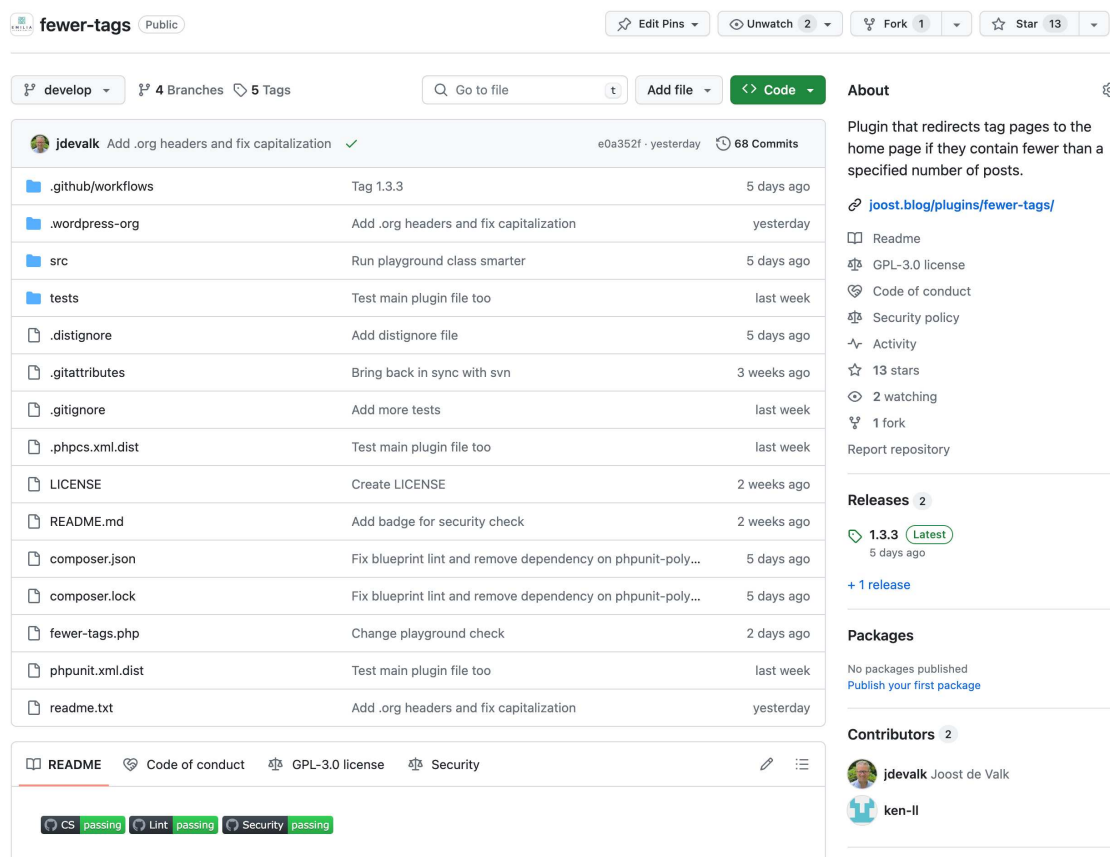 fewer-tags Public Edit Pins Unwatch 2 Fork 1 Star 13
develop 4 Branches 5 Tags Go to file t Add file Code
jdevalk Add .org headers and fix capitalization e0a352f · yesterday 68 Commits
.github/workflows Tag 1.3.3 5 days ago
.wordpress-org Add .org headers and fix capitalization yesterday
src Run playground class smarter 5 days ago
tests Test main plugin file too last week
.distignore Add distignore file 5 days ago
.gitattributes Bring back in sync with svn 3 weeks ago
.gitignore Add more tests last week
.phpcs.xml.dist Test main plugin file too last week
LICENSE Create LICENSE 2 weeks ago
README.md Add badge for security check 2 weeks ago
composer.json Fix blueprint lint and remove dependency on phpunit-poly... 5 days ago
composer.lock Fix blueprint lint and remove dependency on phpunit-poly... 5 days ago
fewer-tags.php Change playground check 2 days ago
phpunit.xml.dist Test main plugin file too last week
readme.txt Add .org headers and fix capitalization yesterday
README Code of conduct GPL-3.0 license Security
CS passing Lint passing Security passing
About
Plugin that redirects tag pages to the
home page if they contain fewer than a
specified number of posts.
joost.blog/plugins/fewer-tags/
Readme
GPL-3.0 license
Code of conduct
Security policy
Activity
13 stars
2 watching
1 fork
Report repository
Releases 2
1.3.3 Latest
5 days ago
+ 1 release
Packages
No packages published
Publish your first package
Contributors 2
jdevalk Joost de Valk
ken-ll